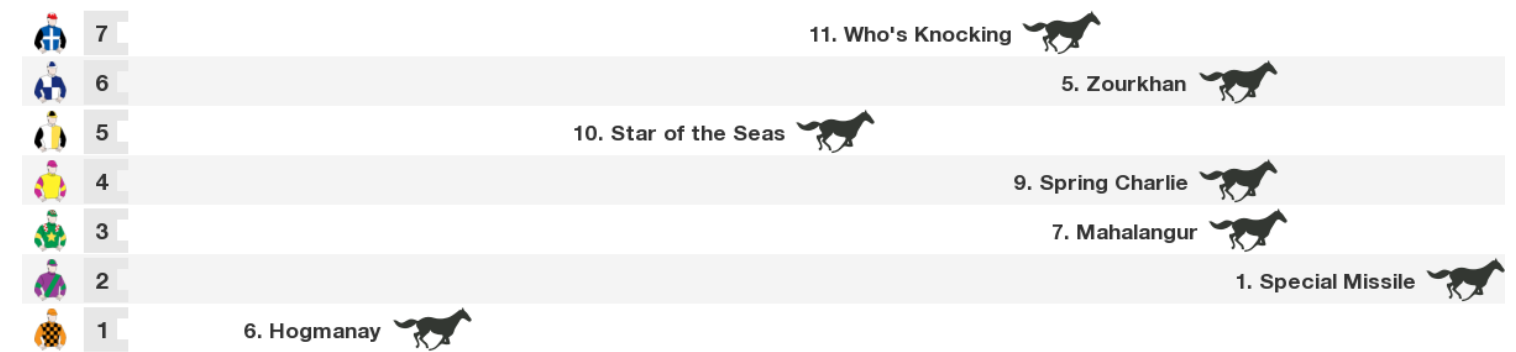 7 11. Who's Knocking
6 5. Zourkhan
5 10. Star of the Seas
4 9. Spring Charlie
3 7. Mahalangur
2 1. Special Missile
1 6. Hogmanay